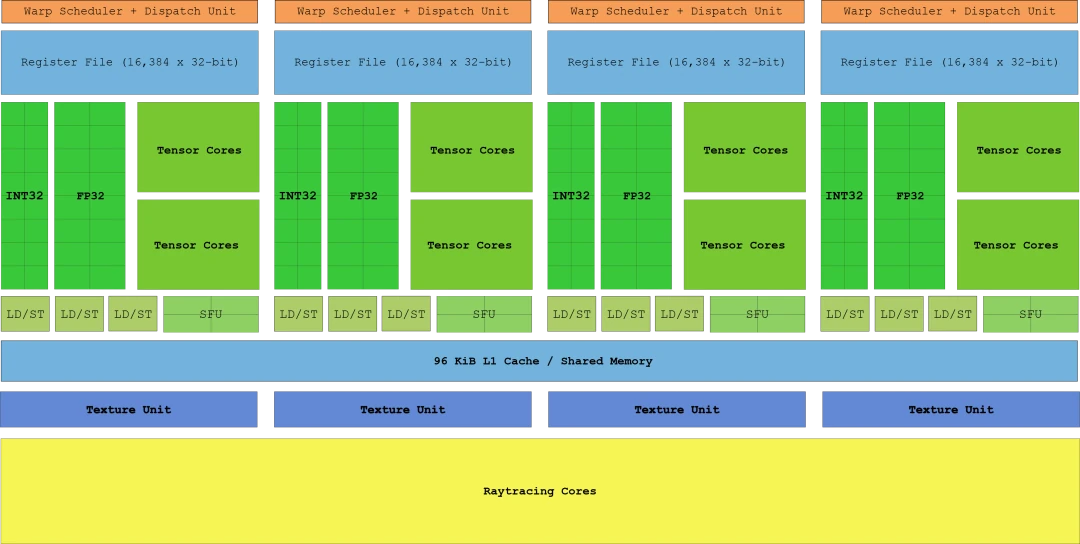 Warp Scheduler + Dispatch Unit
Warp Scheduler + Dispatch Unit
Warp Scheduler + Dispatch Unit
Warp Scheduler + Dispatch Unit
Register File (16,384 x 32-bit)
Register File (16,384 x 32-bit)
Register File (16,384 x 32-bit)
Register File (16,384 x 32-bit)
Tensor Cores
Tensor Cores
Tensor Cores
Tensor Cores
INT32
FP32
INT32
FP32
INT32
FP32
INT32
FP32
Tensor Cores
Tensor Cores
Tensor Cores
Tensor Cores
LD/ST
LD/ST
LD/ST
SFU
LD/ST
LD/ST
LD/ST
SFU
LD/ST
LD/ST
LD/ST
SFU
LD/ST
LD/ST
LD/ST
SFU
96 KiB L1 Cache / Shared Memory
Texture Unit
Texture Unit
Texture Unit
Texture Unit
Raytracing Cores